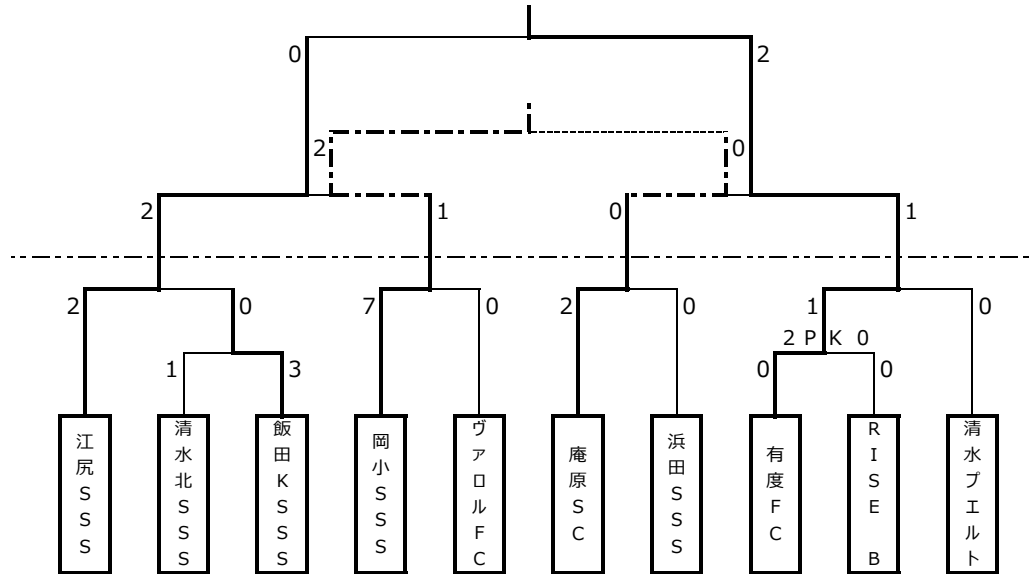 0 2
2 0
2 1 0 1
2 0 7 0 2 0 1 0
2 P K 0
1 3 0 0
江尻SSS
清水北SSS
飯田KSSS
岡小SSS
ヴァロルFC
庵原SC
浜田SSS
有度FC
RISE B
清水プエルト